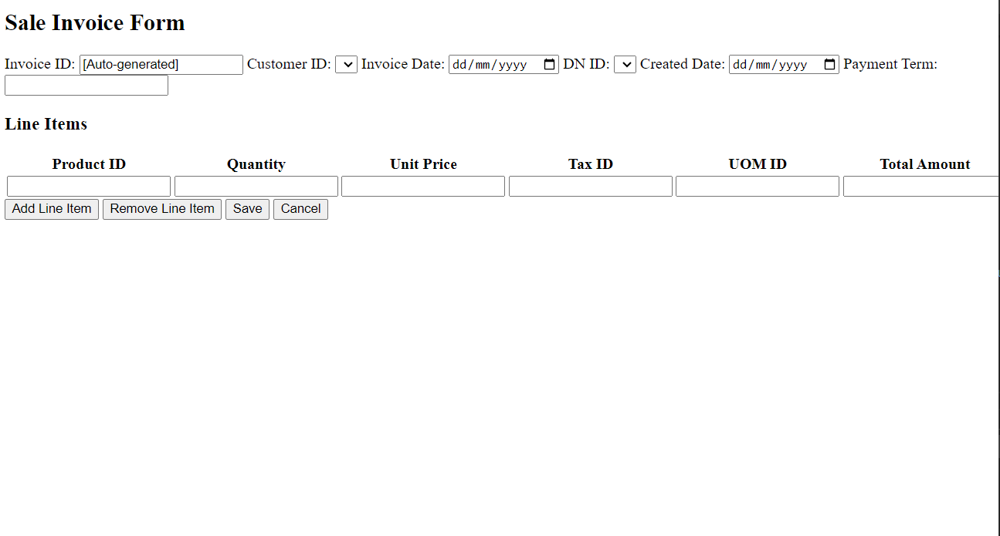 Sale Invoice Form
Invoice ID: [Auto-generated] Customer ID: Invoice Date: dd/mm/yyyy DN ID: Created Date: dd/mm/yyyy Payment Term:
Line Items
Product ID Quantity Unit Price Tax ID UOM ID Total Amount
Add Line Item Remove Line Item Save Cancel